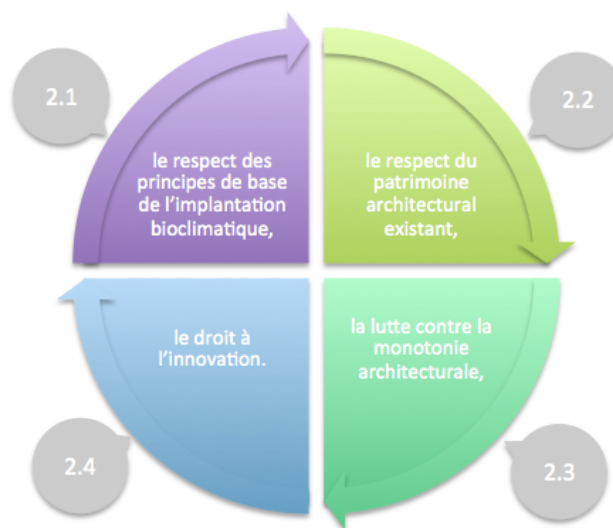 2.1
le respect des
principes de base
de l'implantation
bioclimatique,
2.2
le respect du
patrimoine
architectural
existant,
2.3
la lutte contre la
monotonie
architecturale,
2.4
le droit à
l'innovation.